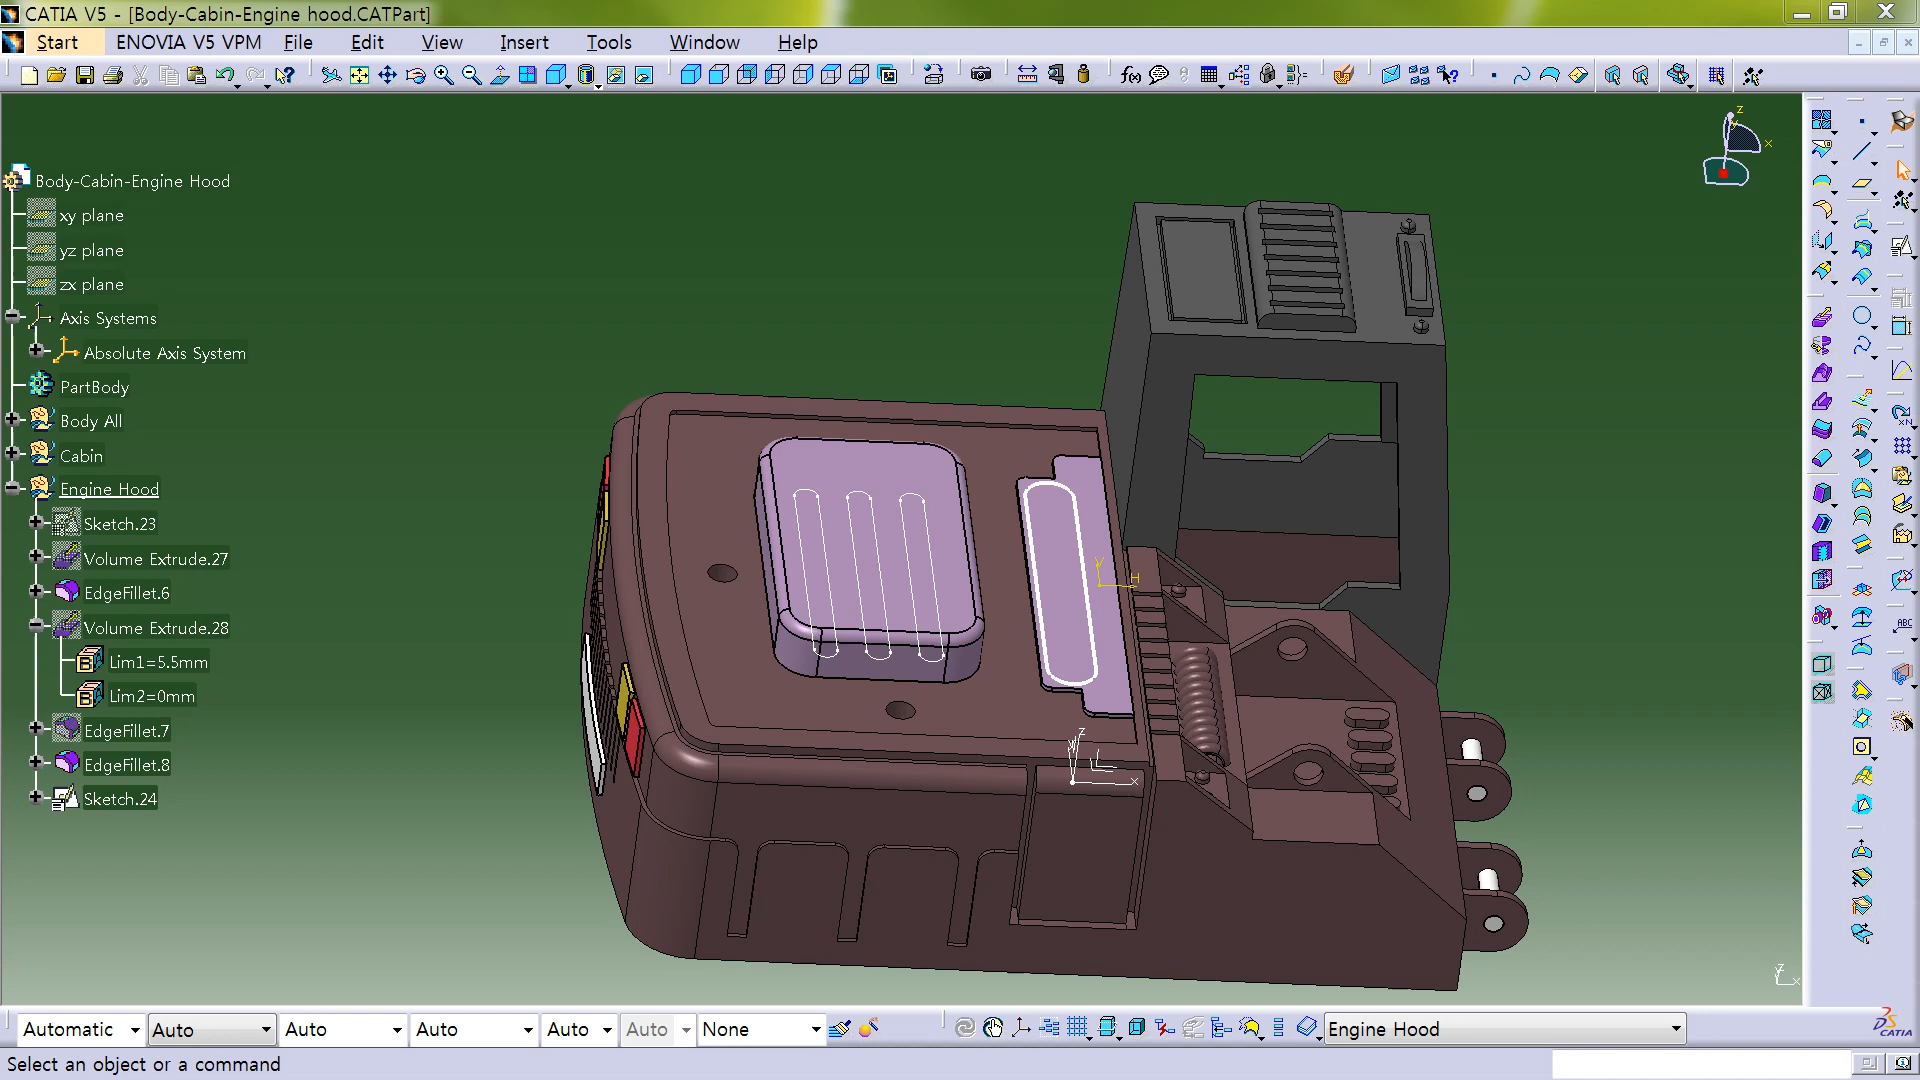 CATIA V5 - [Body-Cabin-Engine hood.CATPart]
Start ENOVIA V5 VPM File Edit View Insert Tools Window Help
Body-Cabin-Engine Hood
xy plane
yz plane
zx plane
Axis Systems
Absolute Axis System
PartBody
Body All
Cabin
Engine Hood
Sketch.23
Volume Extrude.27
EdgeFillet.6
Volume Extrude.28
Lim1=5.5mm
Lim2=0mm
EdgeFillet.7
EdgeFillet.8
Sketch.24
z
x
V
H
z
x
Automatic Auto Auto Auto Auto Auto None Engine Hood
CATIA
Select an object or a command